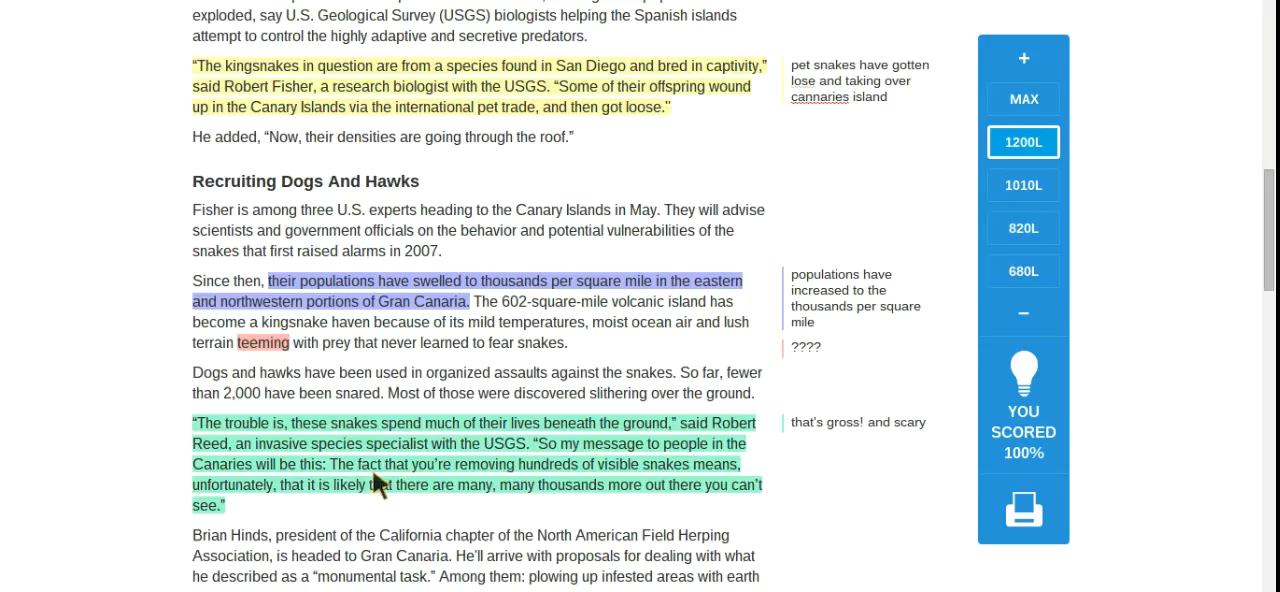 exploded, say U.S. Geological Survey (USGS) biologists helping the Spanish islands
attempt to control the highly adaptive and secretive predators.
“The kingsnakes in question are from a species found in San Diego and bred in captivity,”
said Robert Fisher, a research biologist with the USGS. “Some of their offspring wound
up in the Canary Islands via the international pet trade, and then got loose."
He added, “Now, their densities are going through the roof.”
Recruiting Dogs And Hawks
Fisher is among three U.S. experts heading to the Canary Islands in May. They will advise
scientists and government officials on the behavior and potential vulnerabilities of the
snakes that first raised alarms in 2007.
Since then, their populations have swelled to thousands per square mile in the eastern
and northwestern portions of Gran Canaria. The 602-square-mile volcanic island has
become a kingsnake haven because of its mild temperatures, moist ocean air and lush
terrain teeming with prey that never learned to fear snakes.
Dogs and hawks have been used in organized assaults against the snakes. So far, fewer
than 2,000 have been snared. Most of those were discovered slithering over the ground.
“The trouble is, these snakes spend much of their lives beneath the ground,” said Robert
Reed, an invasive species specialist with the USGS. “So my message to people in the
Canaries will be this: The fact that you’re removing hundreds of visible snakes means,
unfortunately, that it is likely that there are many, many thousands more out there you can’t
see.”
Brian Hinds, president of the California chapter of the North American Field Herping
Association, is headed to Gran Canaria. He'll arrive with proposals for dealing with what
he described as a “monumental task.” Among them: plowing up infested areas with earth
pet snakes have gotten
lose and taking over
cannaries island
populations have
increased to the
thousands per square
mile
????
that's gross! and scary
+
MAX
1200L
1010L
820L
680L
−
YOU
SCORED
100%